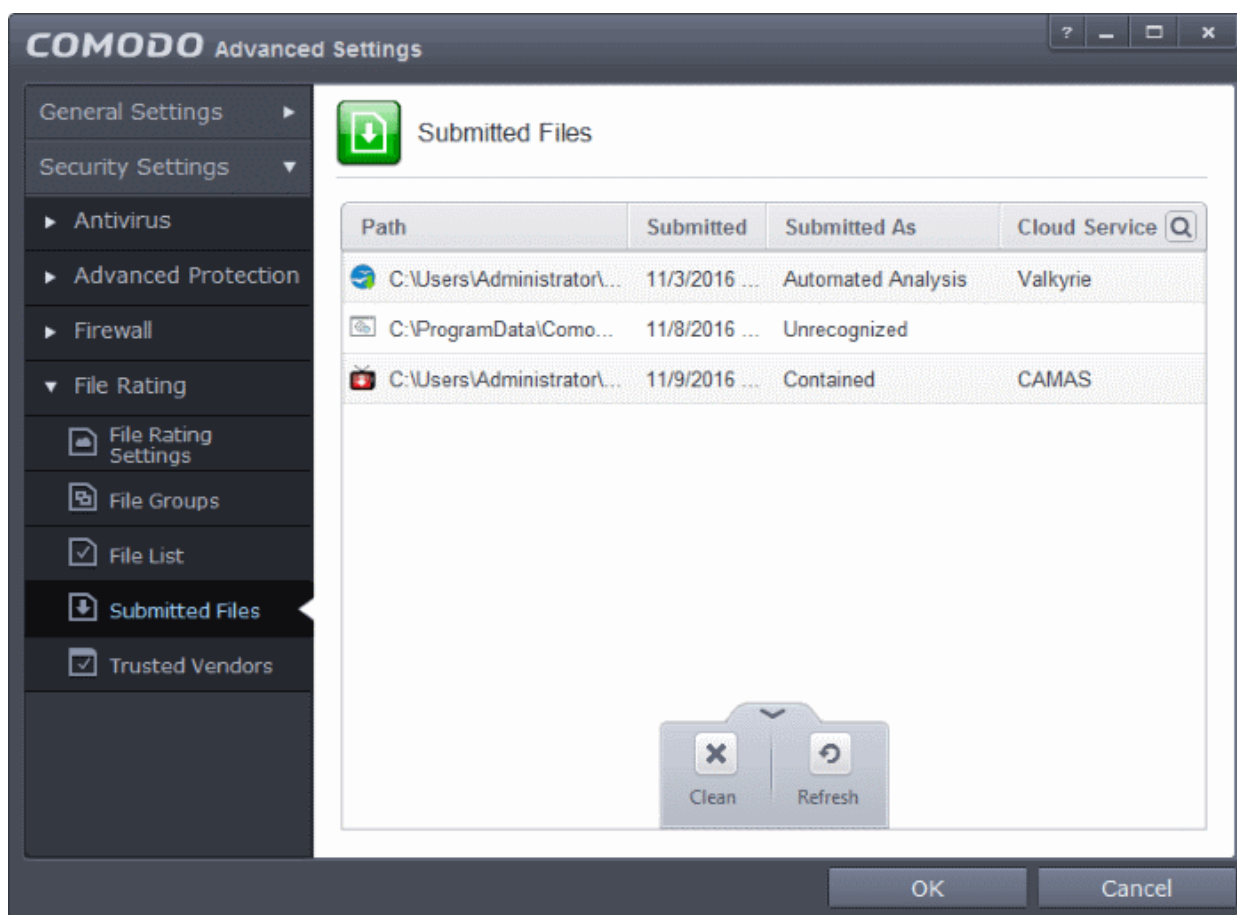 COMODO Advanced Settings
?
General Settings
Security Settings
Antivirus
Advanced Protection
Firewall
File Rating
File Rating
Settings
File Groups
File List
Submitted Files
Trusted Vendors
Submitted Files
Path Submitted Submitted As Cloud Service
C:\Users\Administrator\... 11/3/2016 ... Automated Analysis Valkyrie
C:\ProgramData\Como... 11/8/2016 ... Unrecognized
C:\Users\Administrator\... 11/9/2016 ... Contained CAMAS
Clean Refresh
OK Cancel